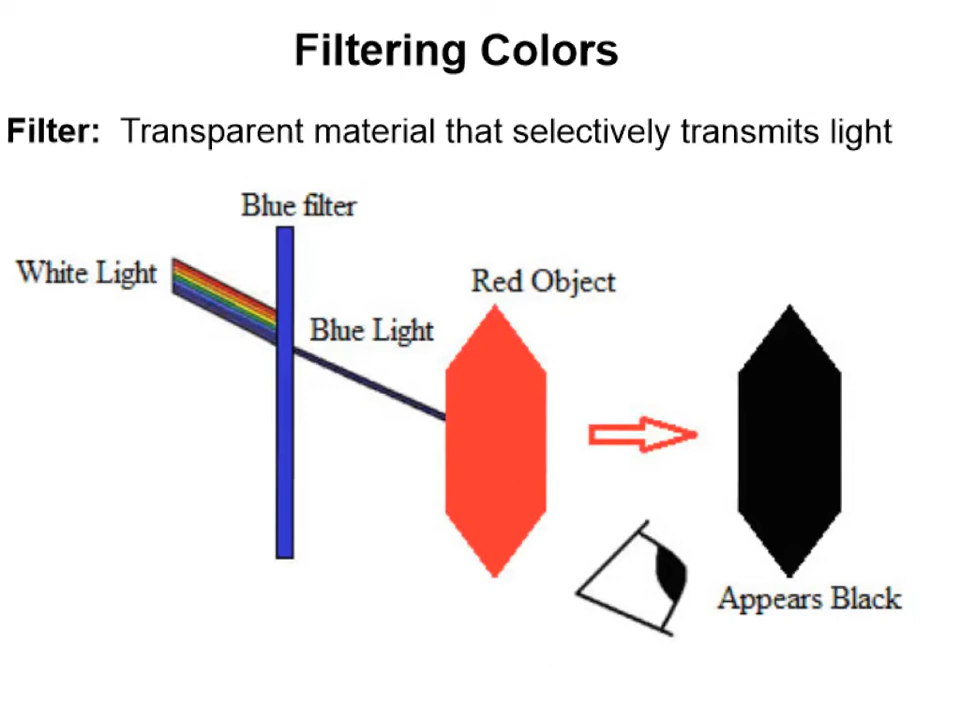 Filtering Colors
Filter: Transparent material that selectively transmits light
Blue filter
White Light
Red Object
Blue Light
Appears Black